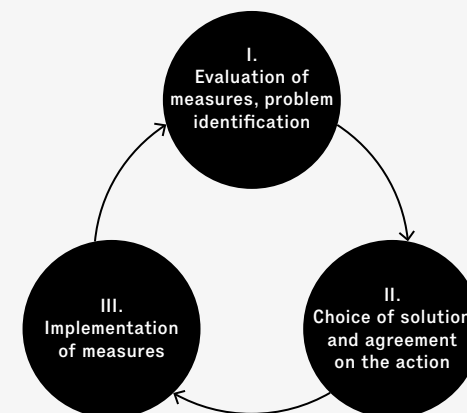 I.
Evaluation of
measures, problem
identification
II.
Choice of solution
and agreement
on the action
III.
Implementation
of measures